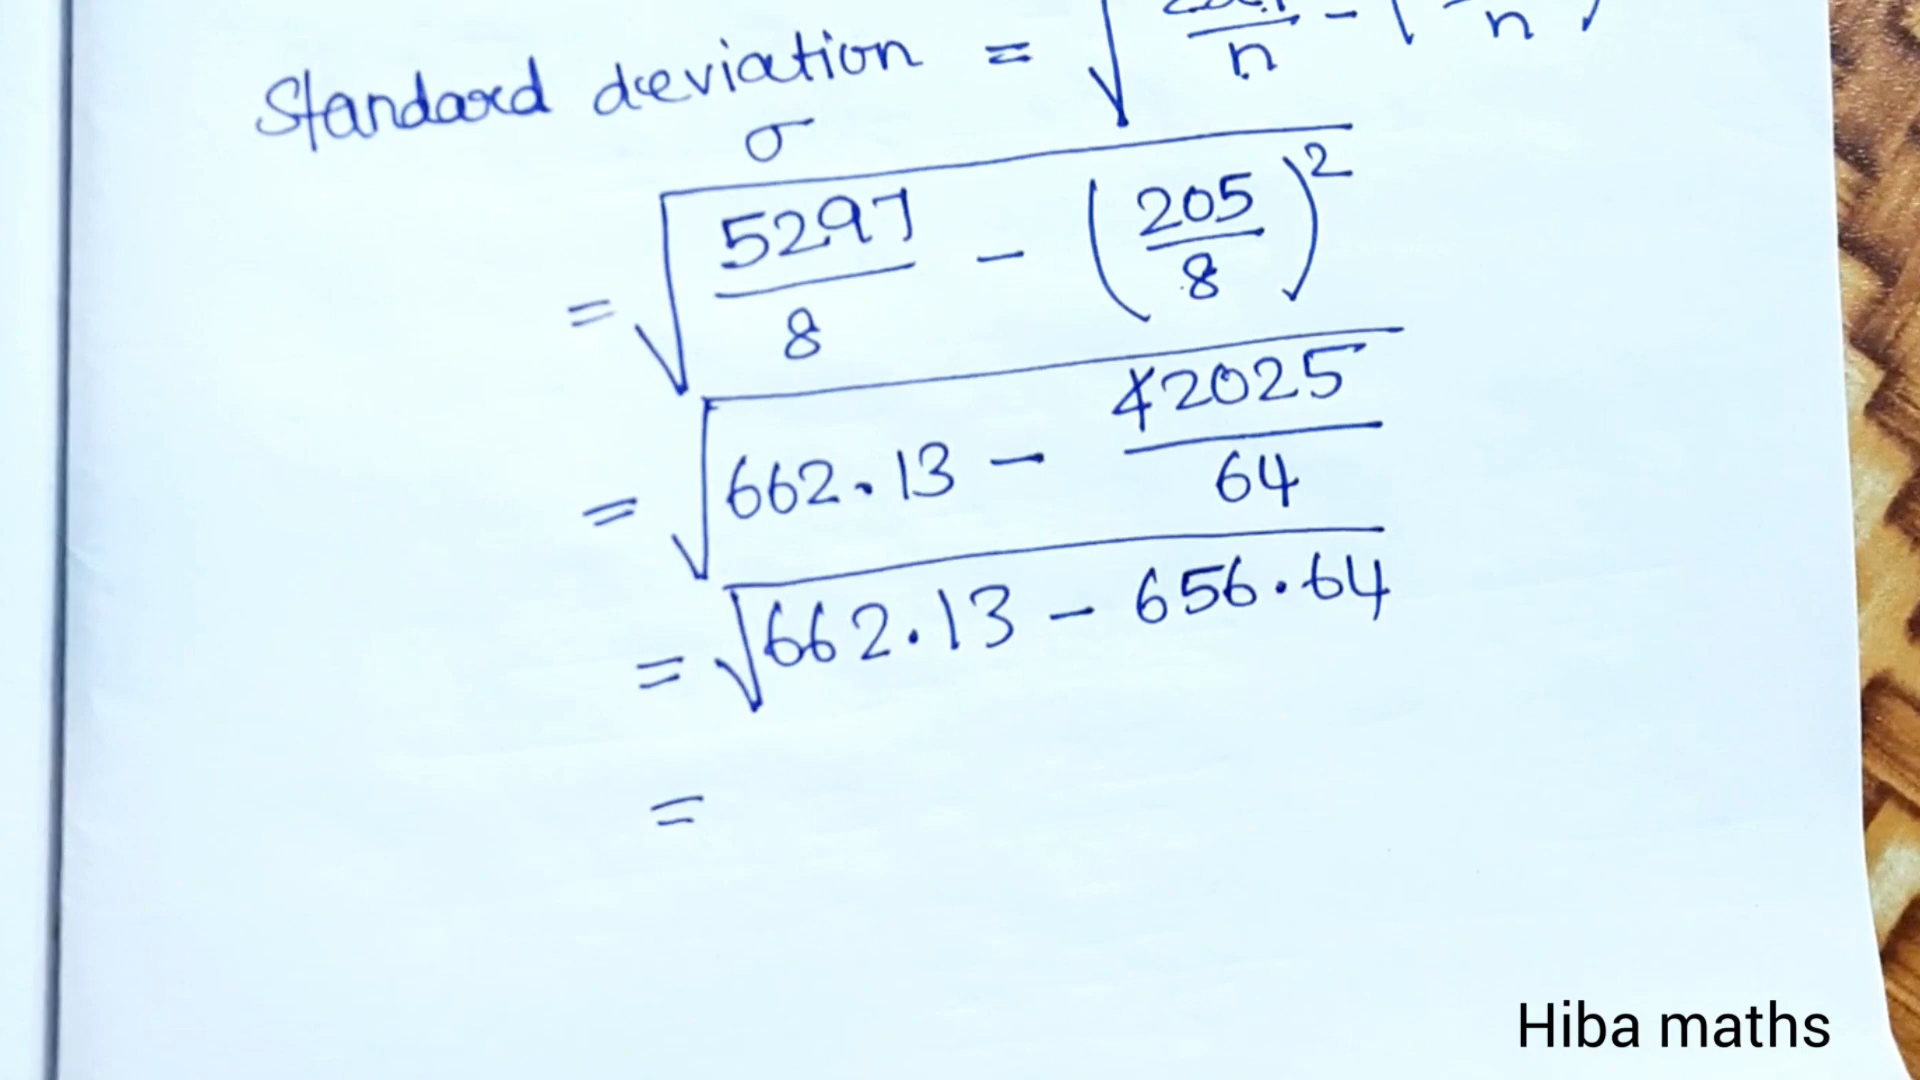 Standard deviation = √ n - ( n )
σ
= √ 5297/8 - (205/8)²
= √ 662.13 - 42025/64
= √ 662.13 - 656.64
=
Hiba maths